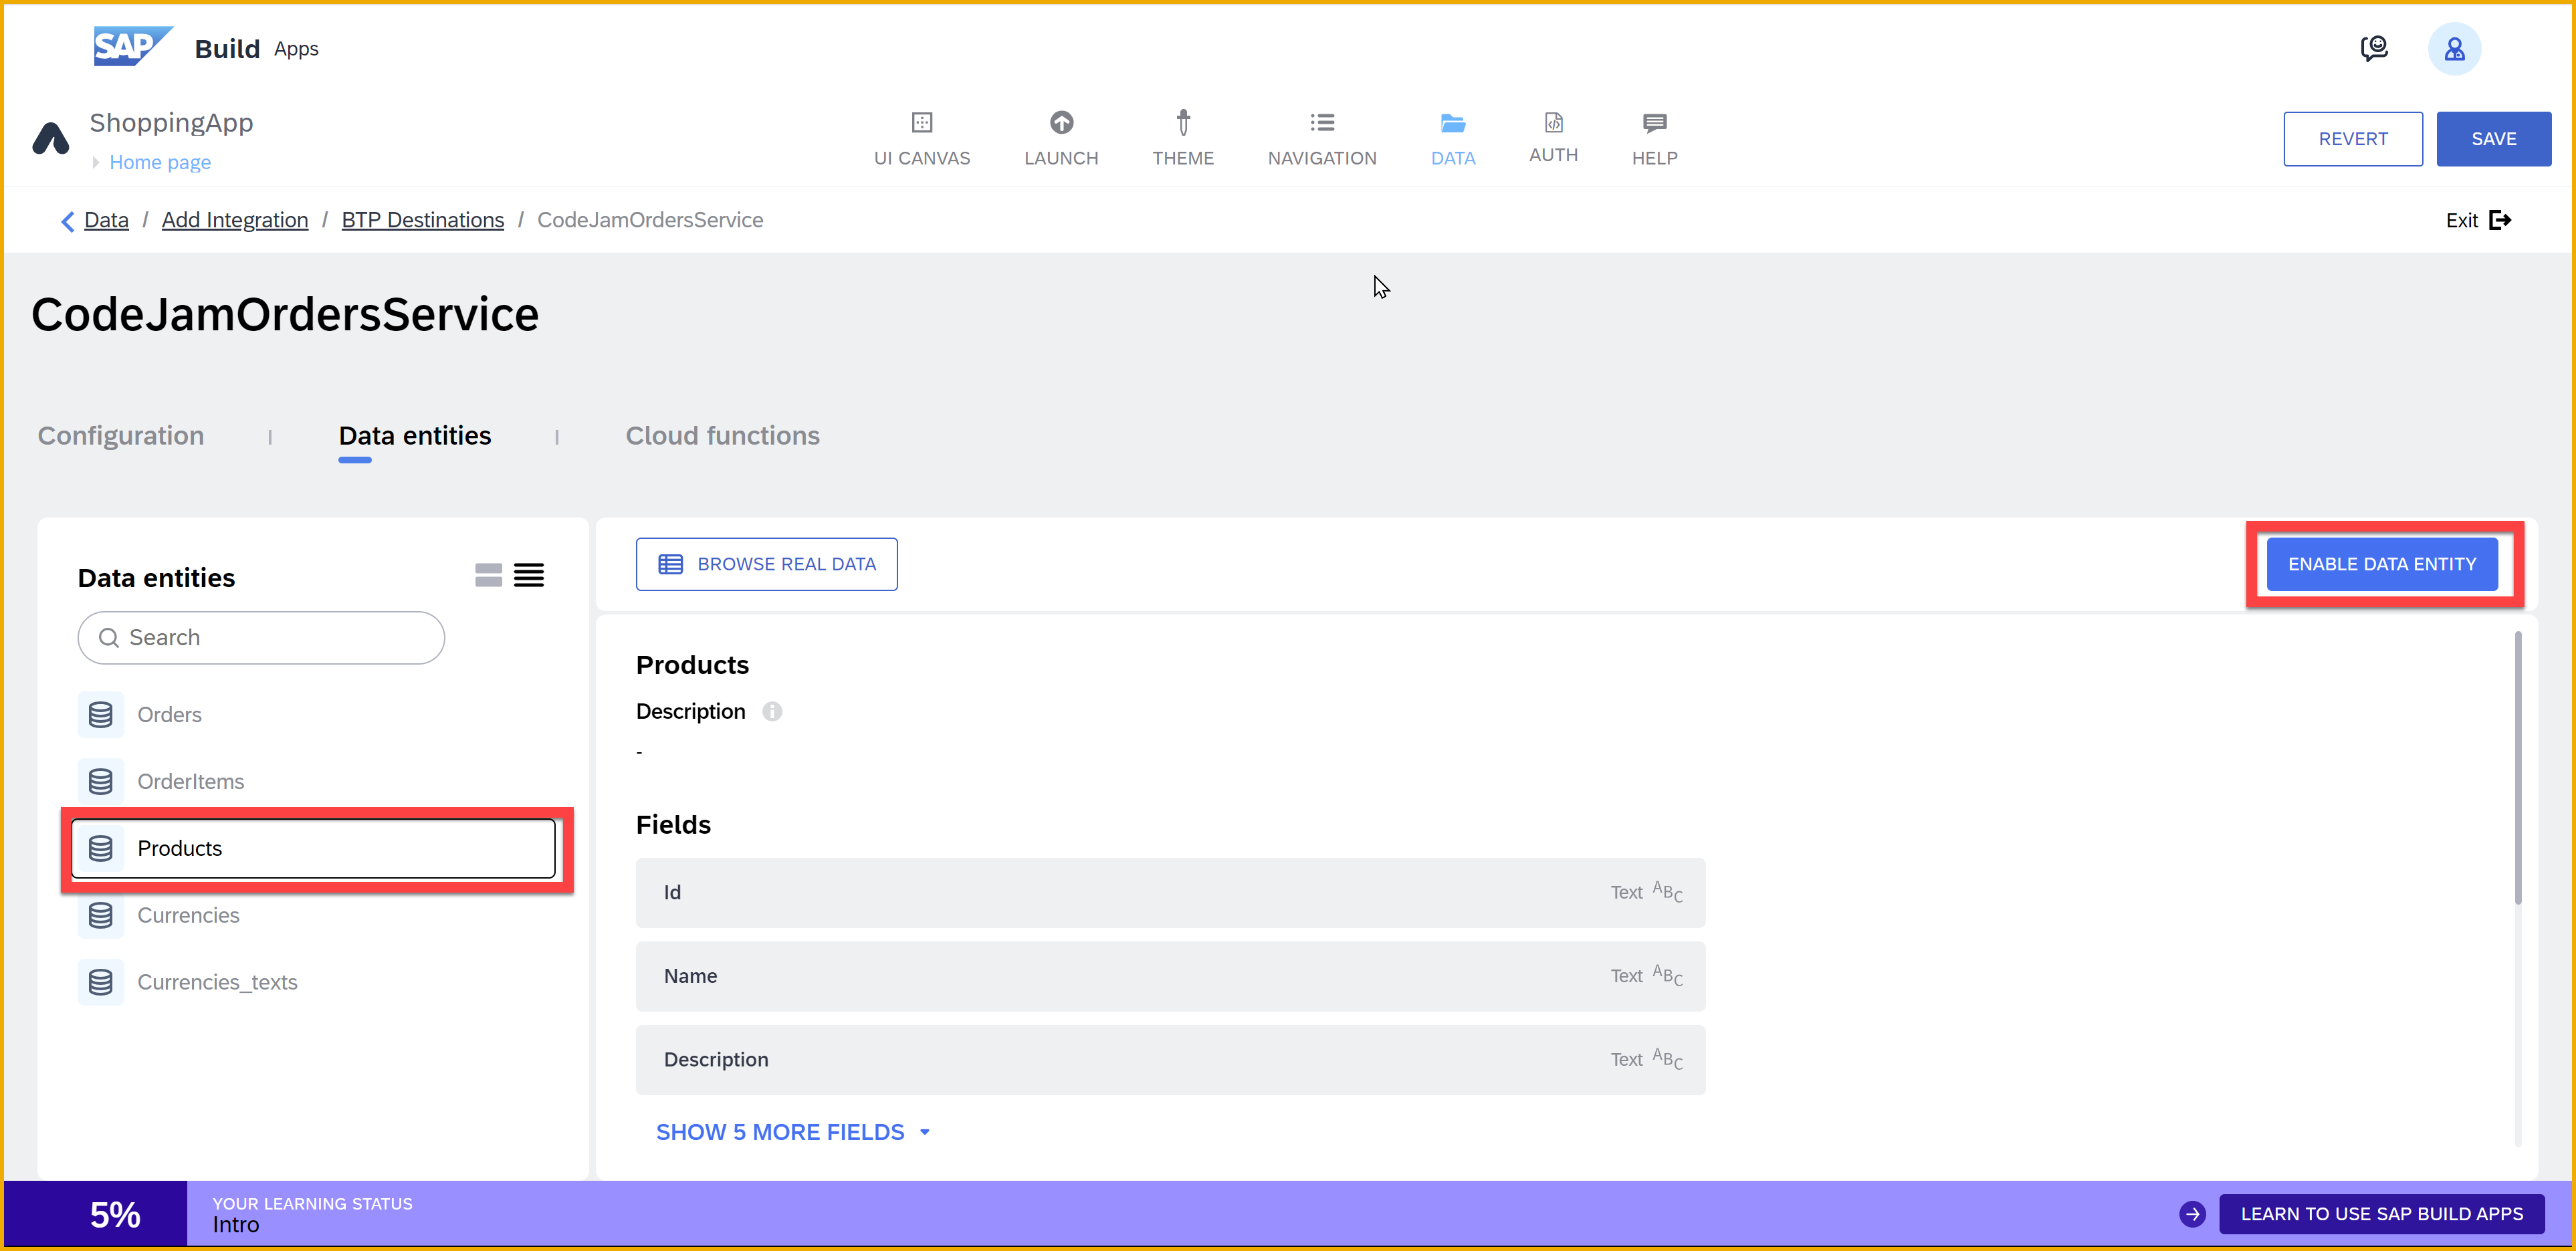 SAP Build Apps
ShoppingApp
Home page
UI CANVAS
LAUNCH
THEME
NAVIGATION
DATA
AUTH
HELP
REVERT
SAVE
Data / Add Integration / BTP Destinations / CodeJamOrdersService
Exit
CodeJamOrdersService
Configuration
Data entities
Cloud functions
Data entities
Search
Orders
OrderItems
Products
Currencies
Currencies_texts
BROWSE REAL DATA
ENABLE DATA ENTITY
Products
Description
-
Fields
Id Text ABC
Name Text ABC
Description Text ABC
SHOW 5 MORE FIELDS
5%
YOUR LEARNING STATUS
Intro
LEARN TO USE SAP BUILD APPS